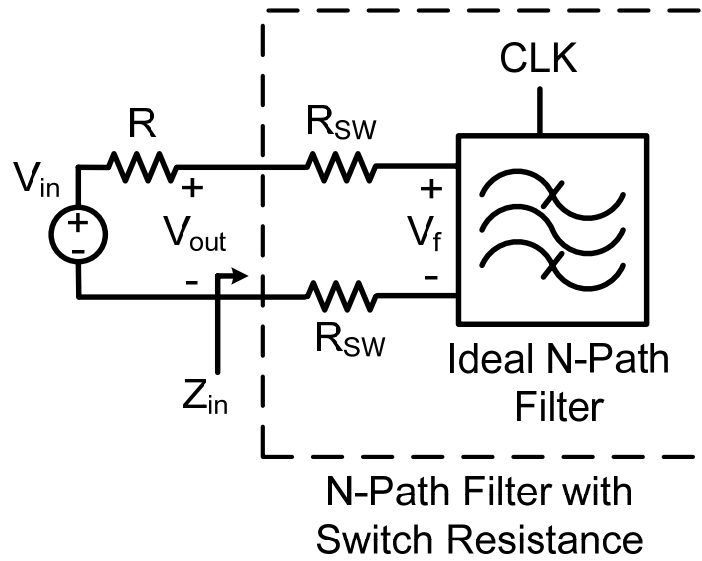 CLK
R
R_SW
V_in
+
-
+
V_out
-
+
V_f
-
R_SW
Z_in
Ideal N-Path
Filter
N-Path Filter with
Switch Resistance